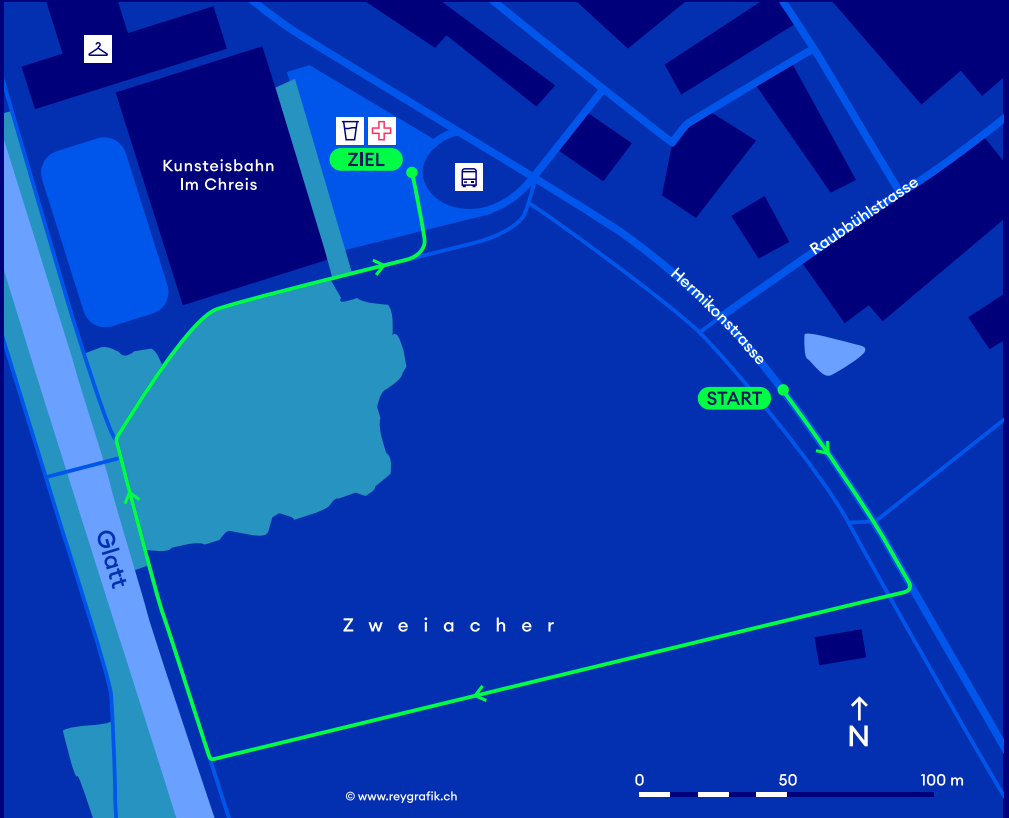 Kunsteisbahn
Im Chreis
ZIEL
Raubbühlstrasse
Hermikonstrasse
START
Glatt
Zweiacher
N
0 50 100 m
© www.reygrafik.ch